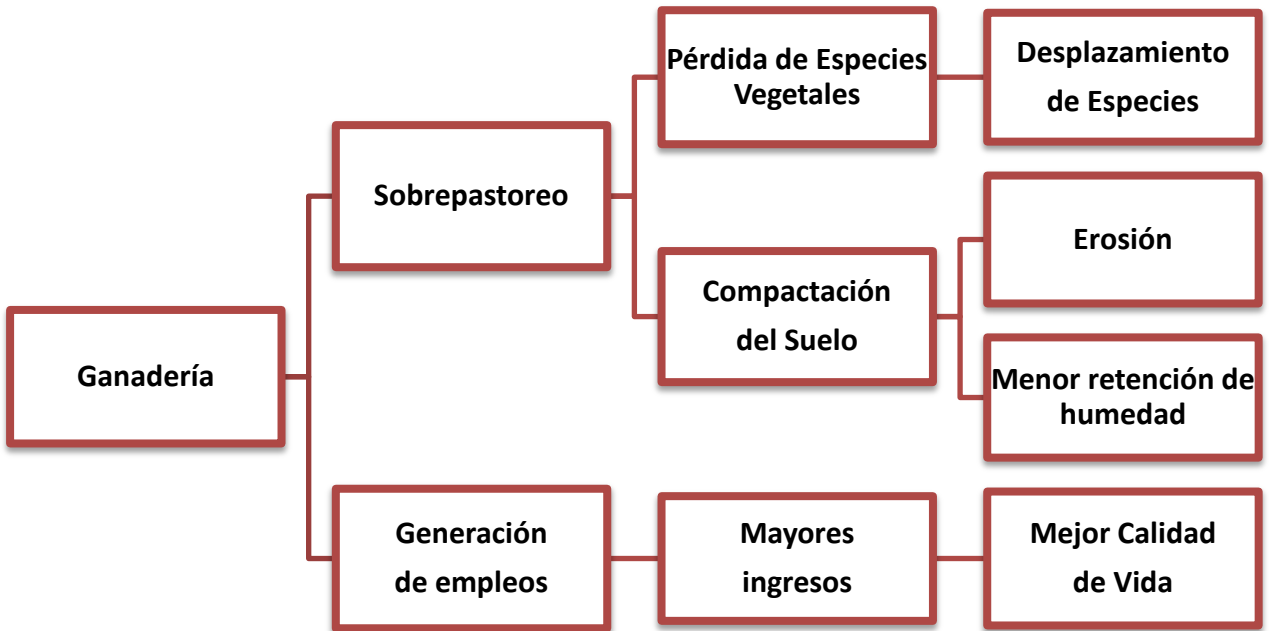 Ganadería
Sobrepastoreo
Pérdida de Especies
Vegetales
Desplazamiento
de Especies
Compactación
del Suelo
Erosión
Menor retención de
humedad
Generación
de empleos
Mayores
ingresos
Mejor Calidad
de Vida